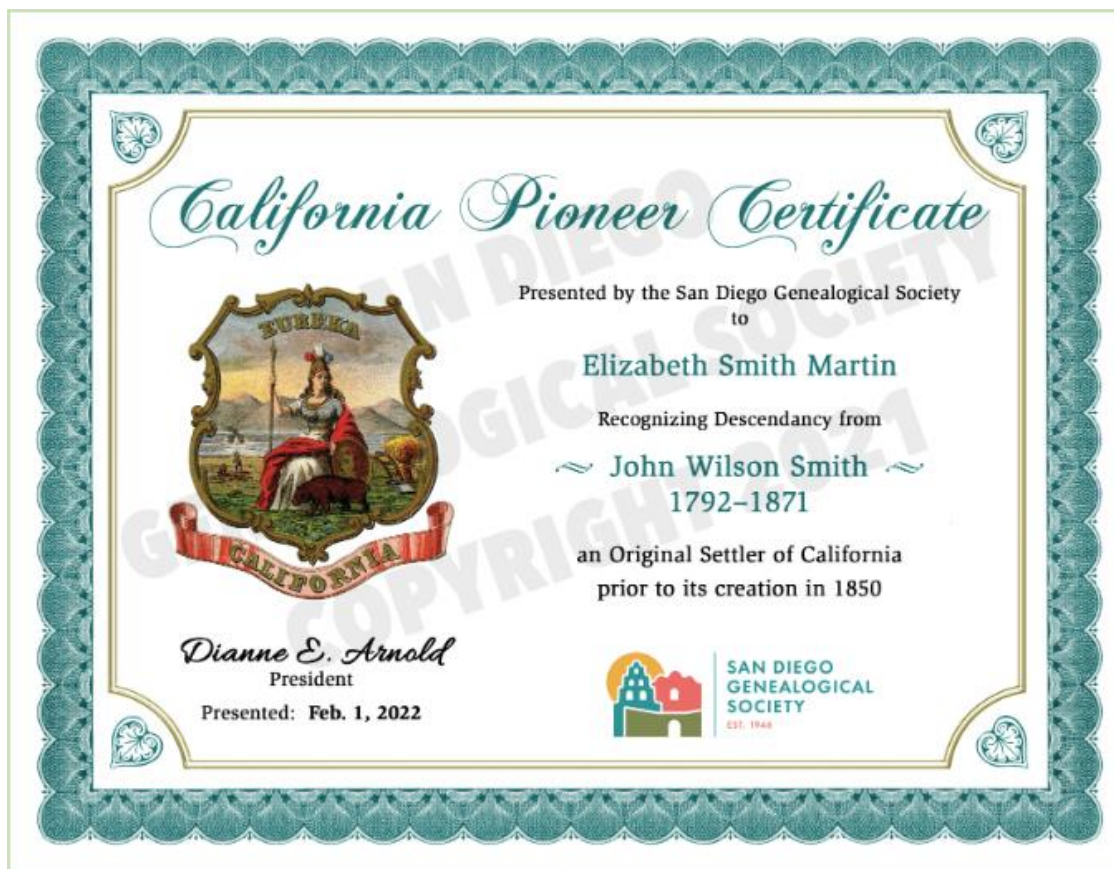 California Pioneer Certificate
SAN DIEGO
GENEALOGICAL SOCIETY
COPYRIGHT 2021
EUREKA
CALIFORNIA
Presented by the San Diego Genealogical Society
to
Elizabeth Smith Martin
Recognizing Descendancy from
~ John Wilson Smith ~
1792–1871
an Original Settler of California
prior to its creation in 1850
Dianne E. Arnold
President
Presented: Feb. 1, 2022
SAN DIEGO
GENEALOGICAL
SOCIETY
EST. 1946